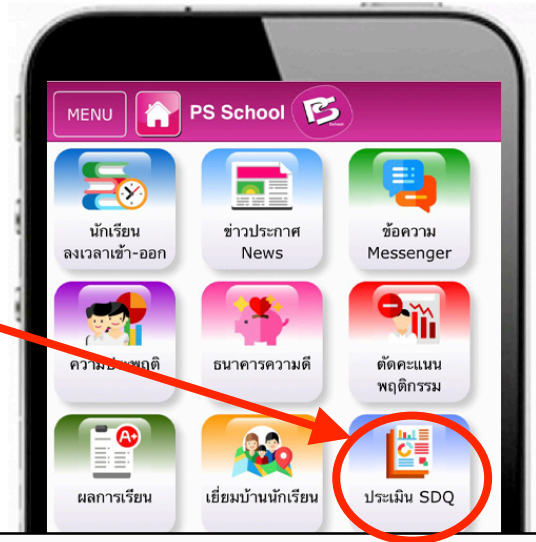 MENU
PS School
PS
School
นักเรียน
ลงเวลาเข้า-ออก
ข่าวประกาศ
News
ข้อความ
Messenger
ความประพฤติ
ธนาคารความดี
ตัดคะแนน
พฤติกรรม
A+
ผลการเรียน
เยี่ยมบ้านนักเรียน
ประเมิน SDQ